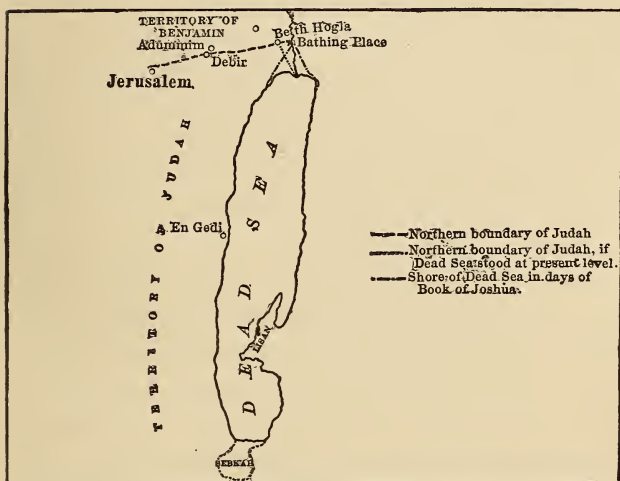 TERRITORY OF
BENJAMIN
Beth Hogla
Adummim
Bathing Place
Debir
Jerusalem.
TERRITORY OF JUDAH
DEAD SEA
En Gedi
LISAN
SEBKAH
Northern boundary of Judah
Northern boundary of Judah, if
Dead Sea stood at present level.
Shore of Dead Sea in days of
Book of Joshua.